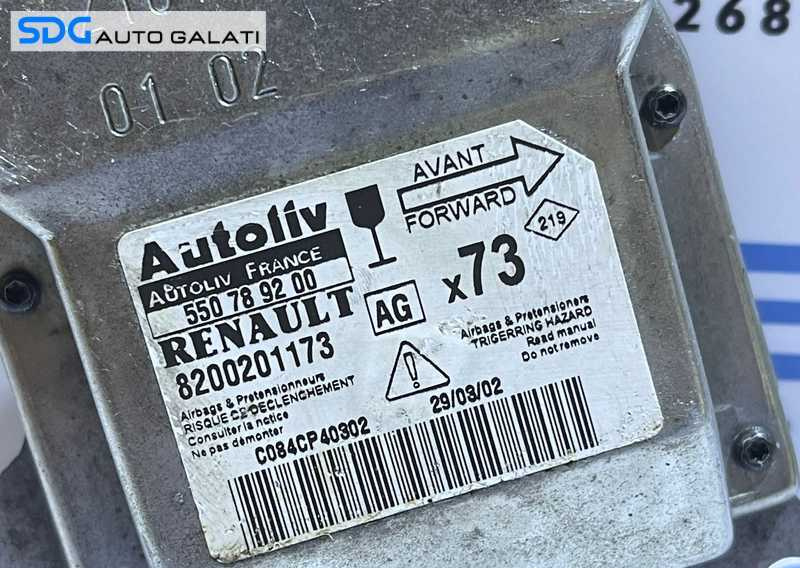 SDG AUTO GALATI
268
01 02
AVANT
FORWARD
219
Autoliv
AUTOLIV FRANCE
550 78 92 00
RENAULT
8200201173
AG
x73
Airbags & Pretensionneurs
RISQUE DE DECLENCHEMENT
Consulter la notice
Ne pas démonter
Airbags & Pretensioners
TRIGERRING HAZARD
Read manual
Do not remove
C084CP40302
29/03/02